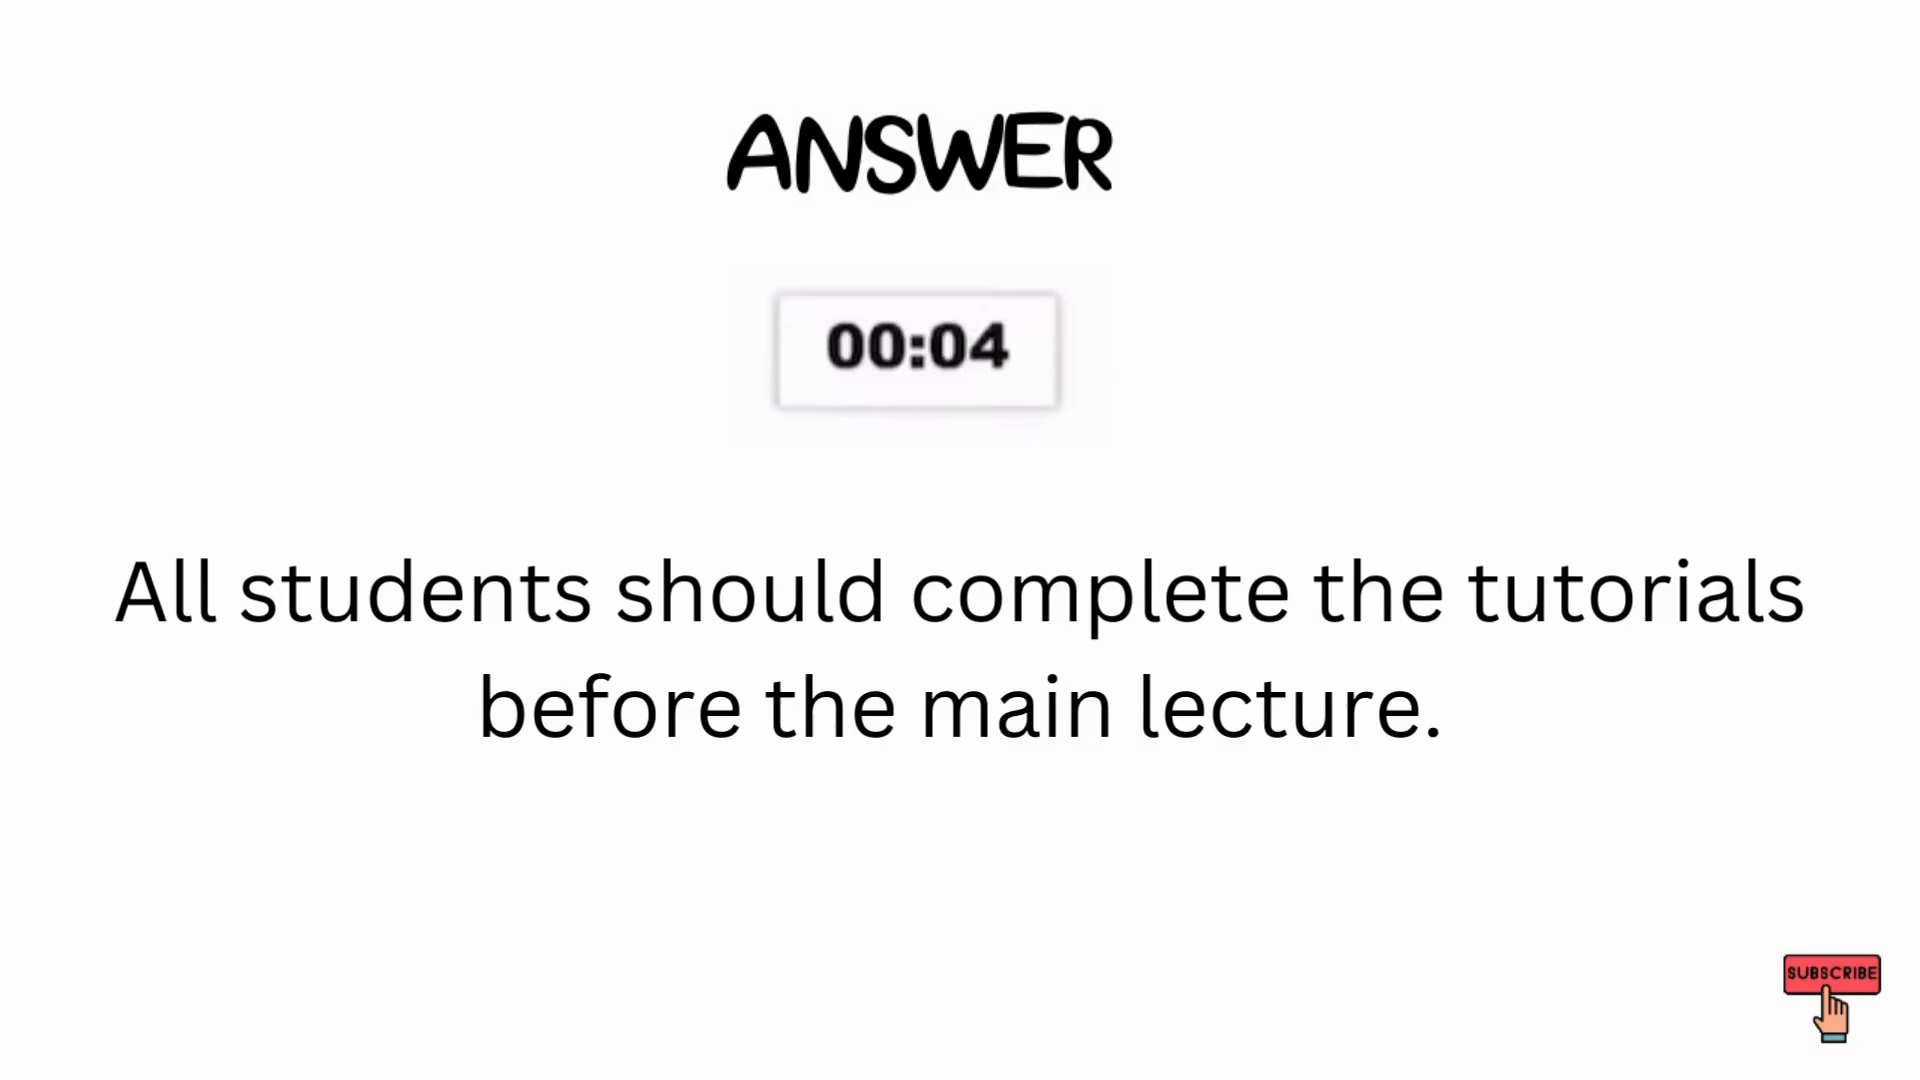 ANSWER
00:04
All students should complete the tutorials
before the main lecture.
SUBSCRIBE